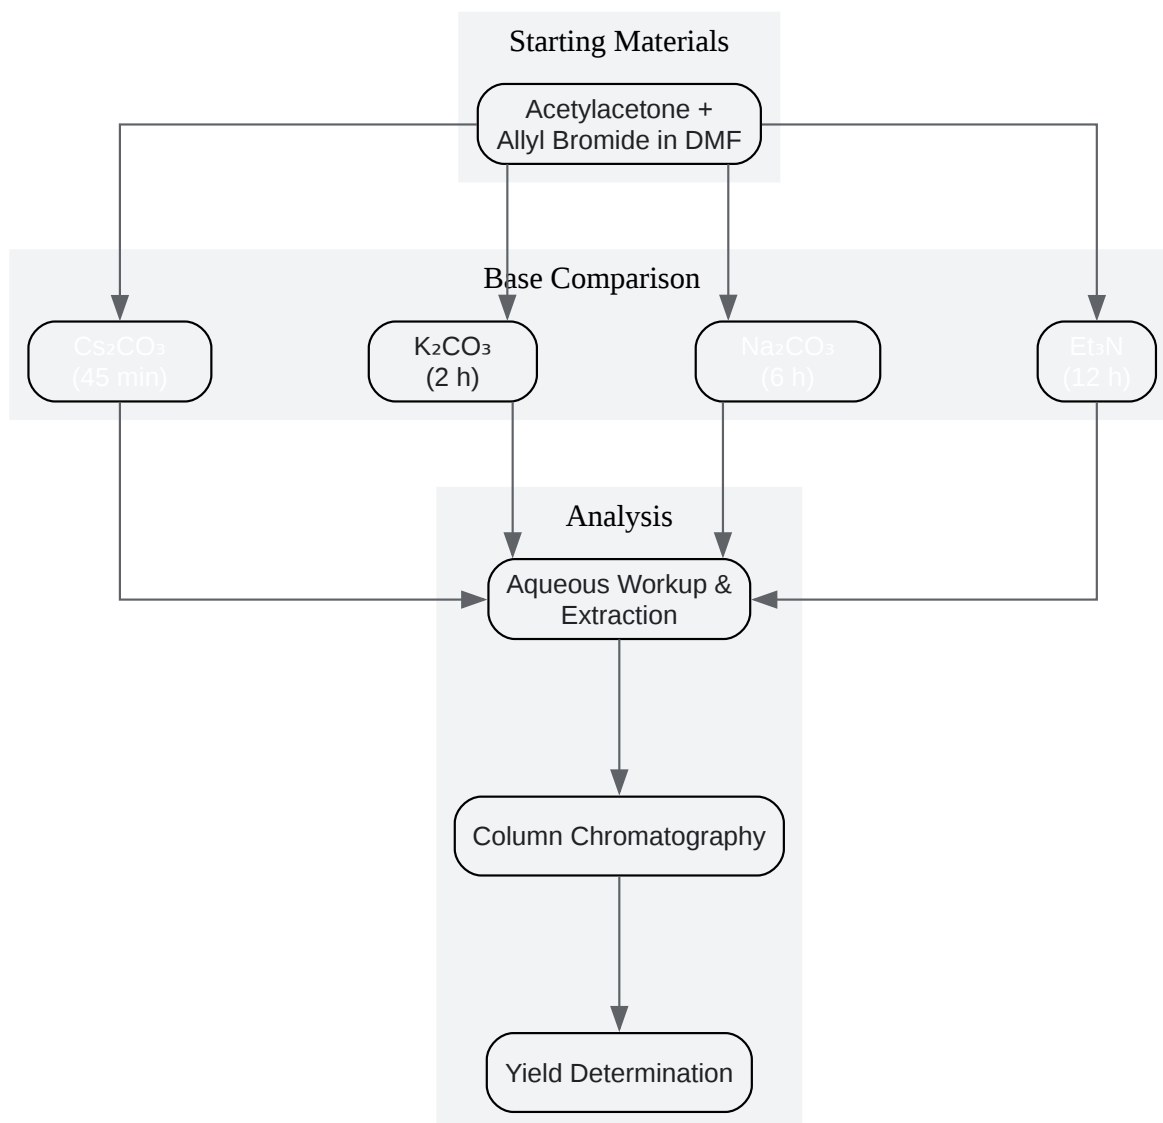 Starting Materials
Acetylacetone +
Allyl Bromide in DMF
Base Comparison
Cs₂CO₃
(45 min)
K₂CO₃
(2 h)
Na₂CO₃
(6 h)
Et₃N
(12 h)
Analysis
Aqueous Workup &
Extraction
Column Chromatography
Yield Determination